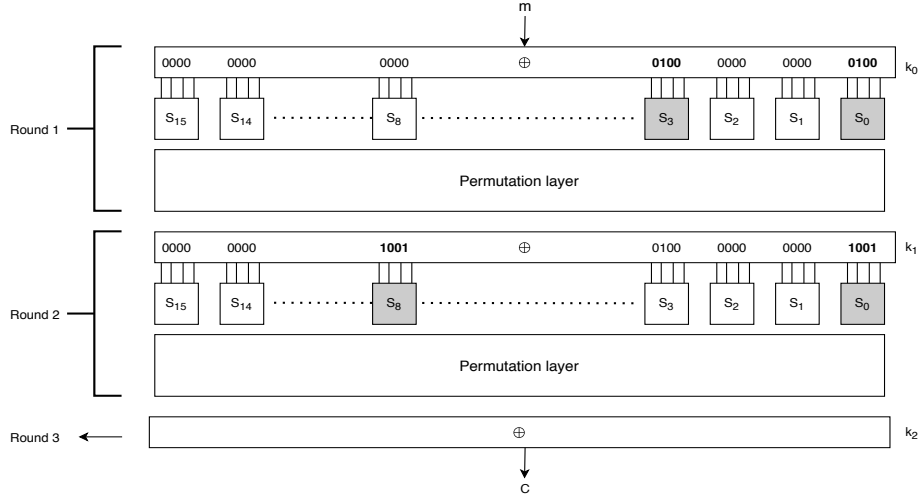 m
0000 0000 0000 ⊕ 0100 0000 0000 0100 k0
S15 S14 S8 S3 S2 S1 S0
Round 1
Permutation layer
0000 0000 1001 ⊕ 0100 0000 0000 1001 k1
S15 S14 S8 S3 S2 S1 S0
Round 2
Permutation layer
Round 3 ⊕ k2
C